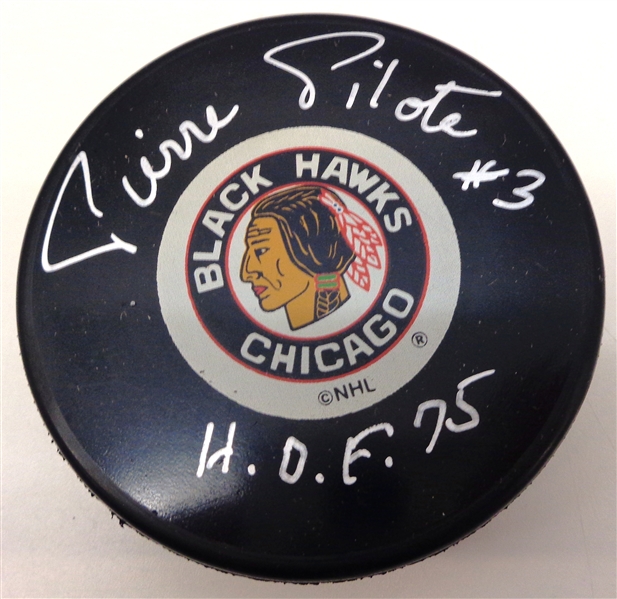 Pierre Pilote
#3
BLACK HAWKS
CHICAGO
®
©NHL
H.O.F. 75